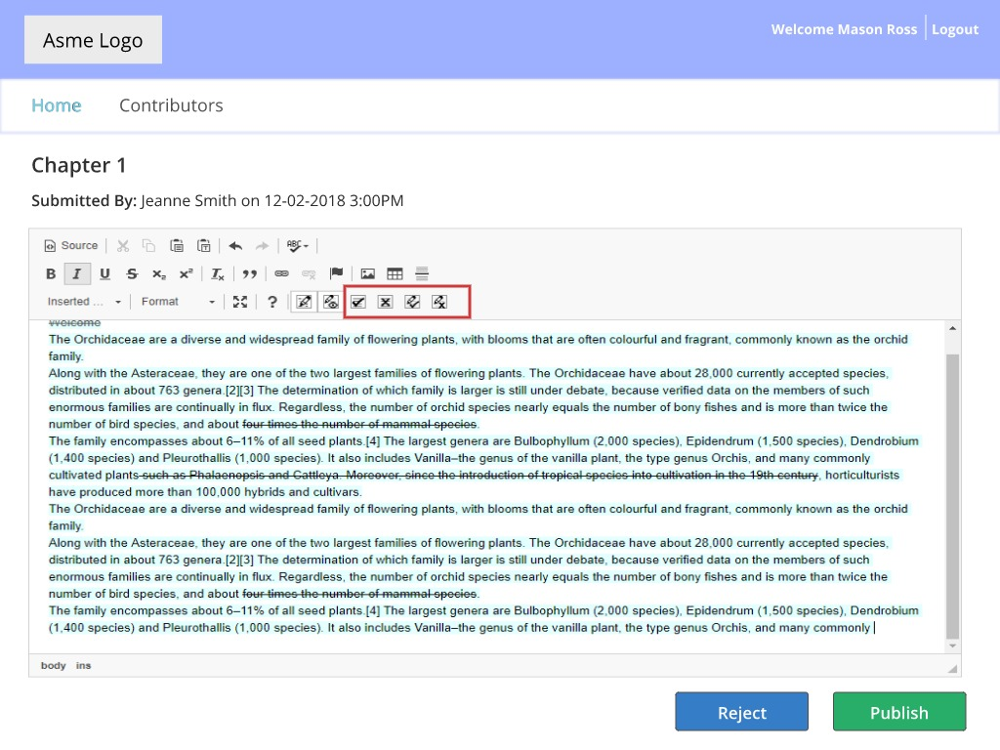 Asme Logo
Welcome Mason Ross
Logout
Home
Contributors
Chapter 1
Submitted By: Jeanne Smith on 12-02-2018 3:00PM
Source
ABC
B I U S x₂ x² Tx ”
Inserted ...
Format
?
Welcome
The Orchidaceae are a diverse and widespread family of flowering plants, with blooms that are often colourful and fragrant, commonly known as the orchid
family.
Along with the Asteraceae, they are one of the two largest families of flowering plants. The Orchidaceae have about 28,000 currently accepted species,
distributed in about 763 genera.[2][3] The determination of which family is larger is still under debate, because verified data on the members of such
enormous families are continually in flux. Regardless, the number of orchid species nearly equals the number of bony fishes and is more than twice the
number of bird species, and about four times the number of mammal species.
The family encompasses about 6–11% of all seed plants.[4] The largest genera are Bulbophyllum (2,000 species), Epidendrum (1,500 species), Dendrobium
(1,400 species) and Pleurothallis (1,000 species). It also includes Vanilla–the genus of the vanilla plant, the type genus Orchis, and many commonly
cultivated plants such as Phalaenopsis and Cattleya. Moreover, since the introduction of tropical species into cultivation in the 19th century, horticulturists
have produced more than 100,000 hybrids and cultivars.
The Orchidaceae are a diverse and widespread family of flowering plants, with blooms that are often colourful and fragrant, commonly known as the orchid
family.
Along with the Asteraceae, they are one of the two largest families of flowering plants. The Orchidaceae have about 28,000 currently accepted species,
distributed in about 763 genera.[2][3] The determination of which family is larger is still under debate, because verified data on the members of such
enormous families are continually in flux. Regardless, the number of orchid species nearly equals the number of bony fishes and is more than twice the
number of bird species, and about four times the number of mammal species.
The family encompasses about 6–11% of all seed plants.[4] The largest genera are Bulbophyllum (2,000 species), Epidendrum (1,500 species), Dendrobium
(1,400 species) and Pleurothallis (1,000 species). It also includes Vanilla–the genus of the vanilla plant, the type genus Orchis, and many commonly
body ins
Reject
Publish